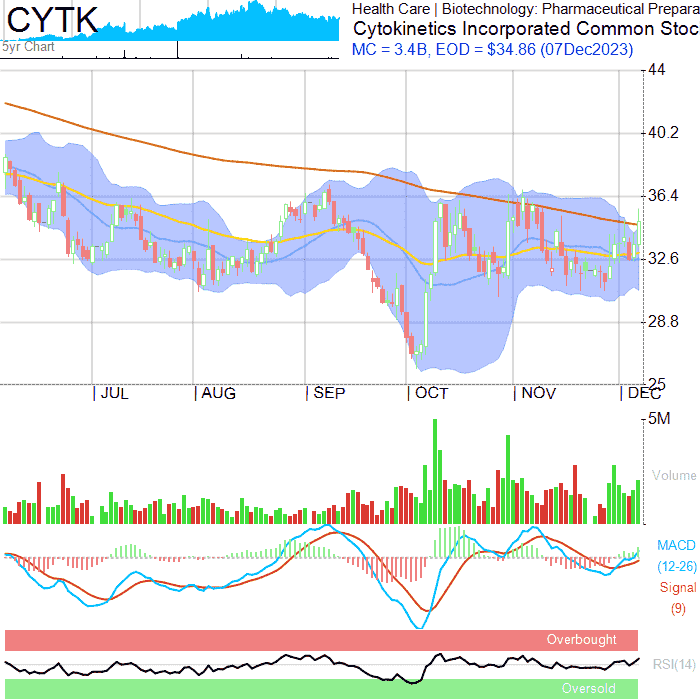 CYTK
5yr Chart
Health Care | Biotechnology: Pharmaceutical Prepara
Cytokinetics Incorporated Common Stoc
MC = 3.4B, EOD = $34.86 (07Dec2023)
44
40.2
36.4
32.6
28.8
25
JUL AUG SEP OCT NOV DEC
5M
Volume
MACD
(12-26)
Signal
(9)
Overbought
RSI(14)
Oversold